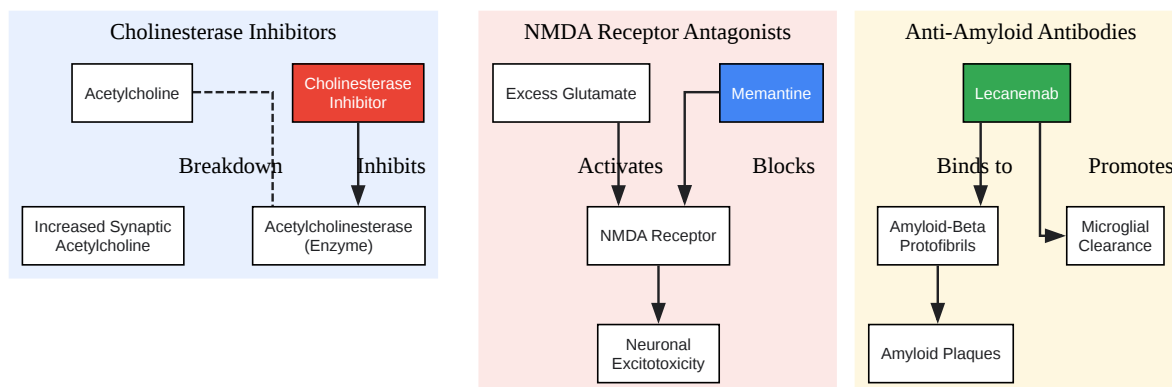 Cholinesterase Inhibitors
Acetylcholine
Cholinesterase
Inhibitor
Breakdown
Inhibits
Increased Synaptic
Acetylcholine
Acetylcholinesterase
(Enzyme)
NMDA Receptor Antagonists
Excess Glutamate
Memantine
Activates
Blocks
NMDA Receptor
Neuronal
Excitotoxicity
Anti-Amyloid Antibodies
Lecanemab
Binds to
Promotes
Amyloid-Beta
Protofibrils
Microglial
Clearance
Amyloid Plaques